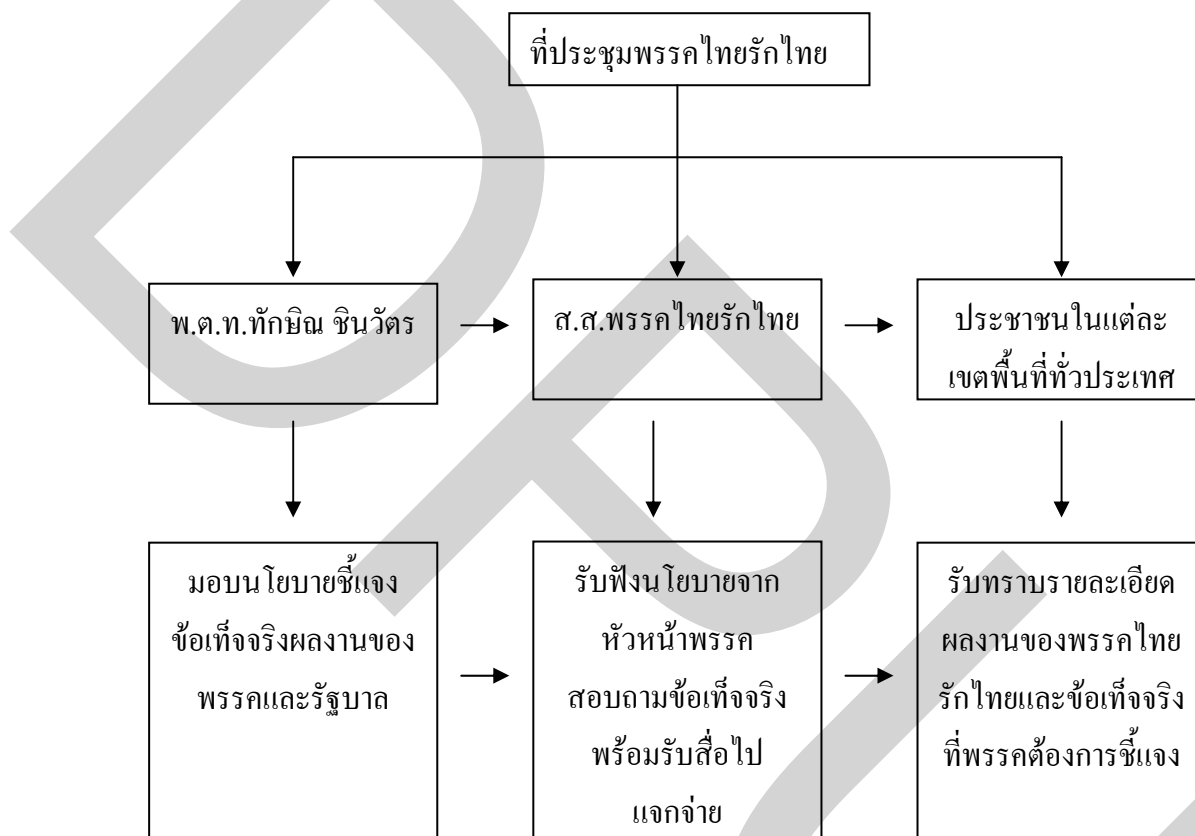 ที่ประชุมพรรคไทยรักไทย
พ.ต.ท.ทักษิณ ชินวัตร
ส.ส.พรรคไทยรักไทย
ประชาชนในแต่ละ
เขตพื้นที่ทั่วประเทศ
มอบนโยบายชี้แจง
ข้อเท็จจริงผลงานของ
พรรคและรัฐบาล
รับฟังนโยบายจาก
หัวหน้าพรรค
สอบถามข้อเท็จจริง
พร้อมรับสื่อไป
แจกจ่าย
รับทราบรายละเอียด
ผลงานของพรรคไทย
รักไทยและข้อเท็จจริง
ที่พรรคต้องการชี้แจง